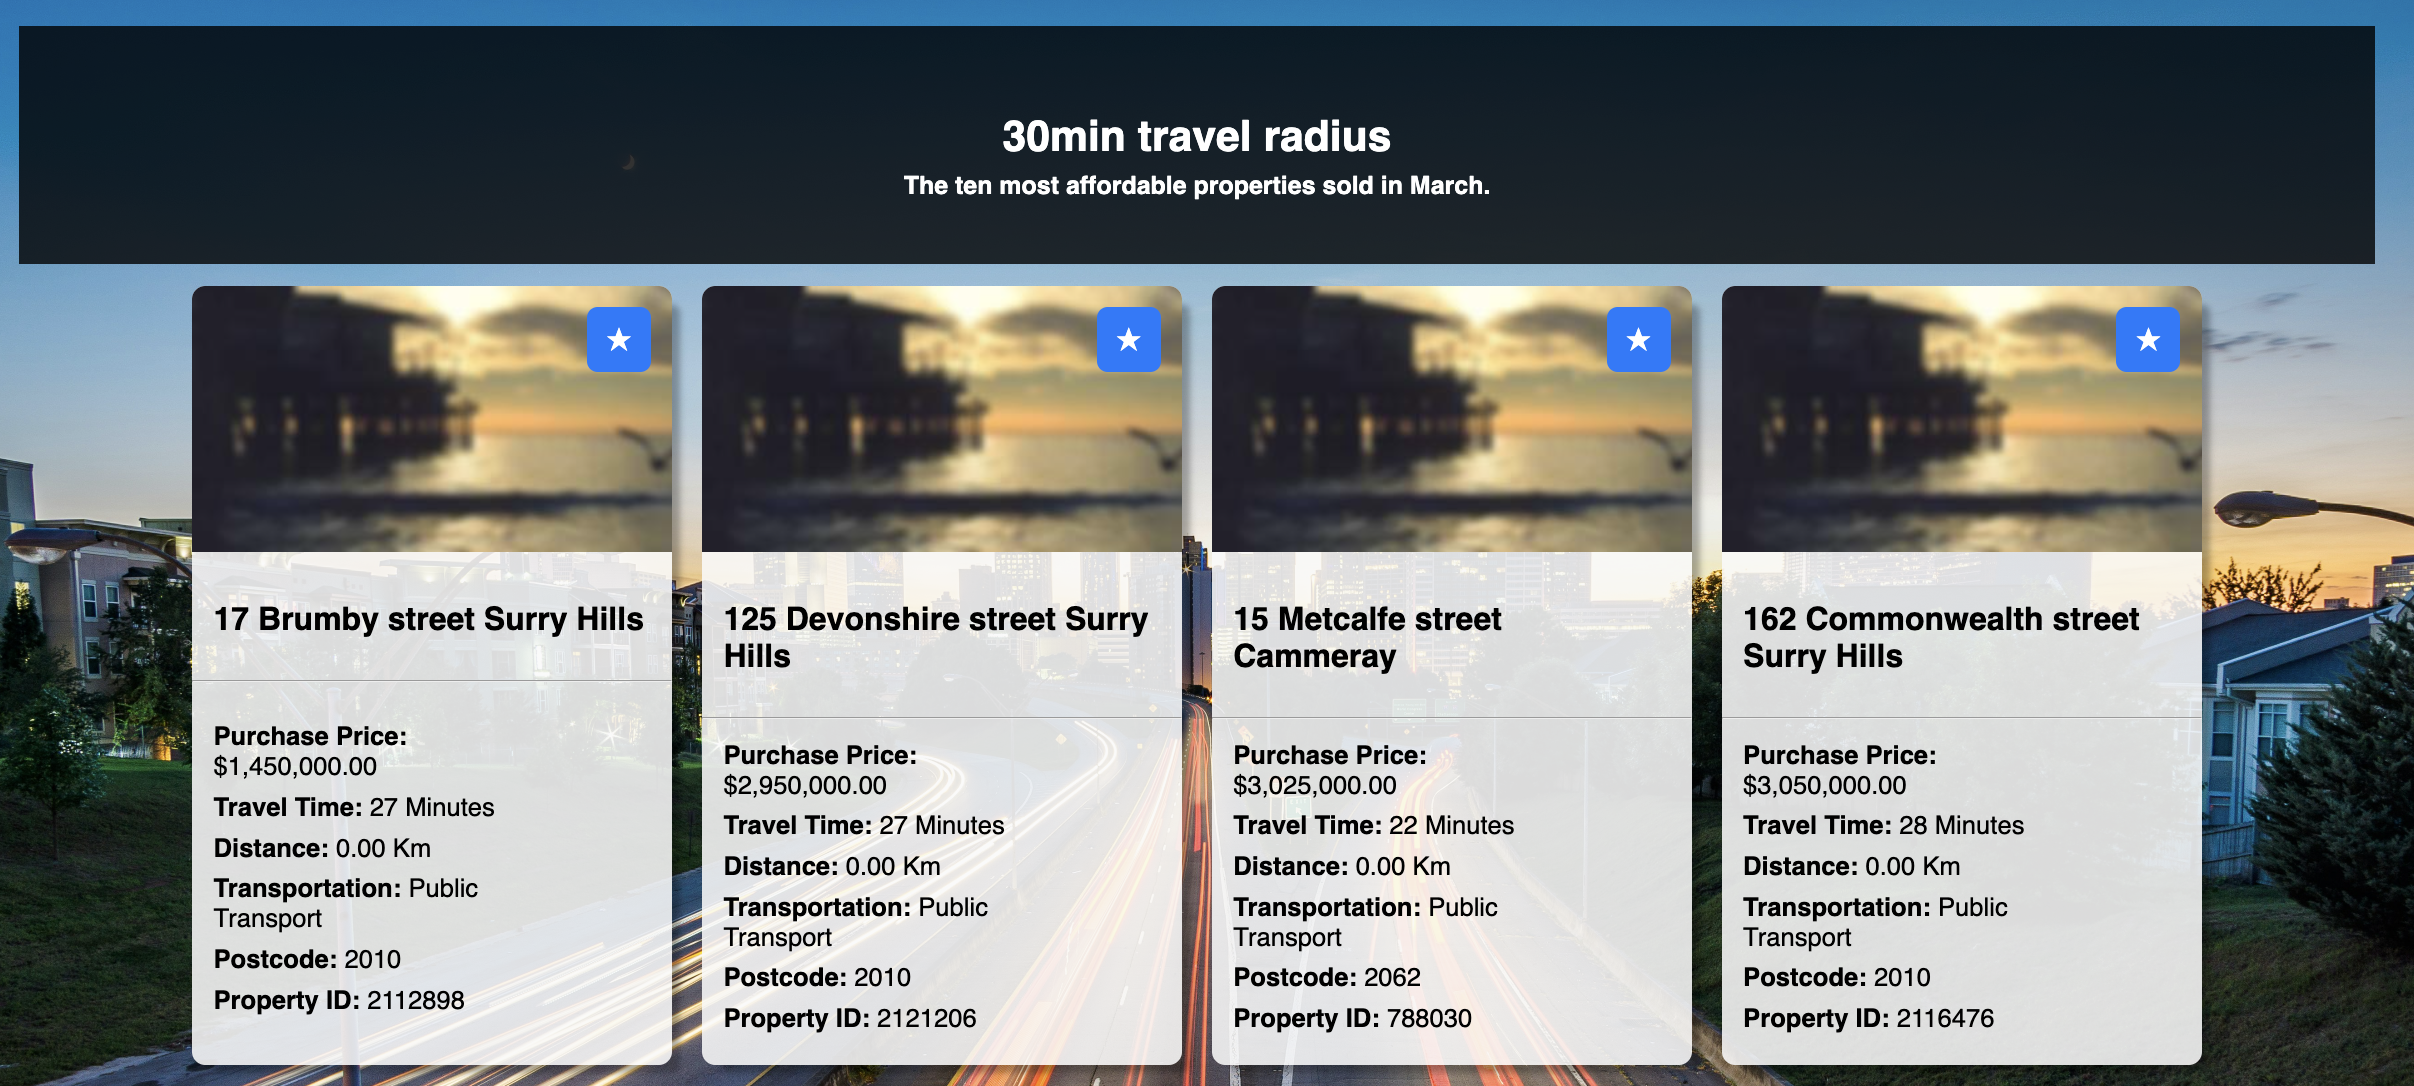 30min travel radius
The ten most affordable properties sold in March.
17 Brumby street Surry Hills
Purchase Price:
$1,450,000.00
Travel Time: 27 Minutes
Distance: 0.00 Km
Transportation: Public
Transport
Postcode: 2010
Property ID: 2112898
125 Devonshire street Surry
Hills
Purchase Price:
$2,950,000.00
Travel Time: 27 Minutes
Distance: 0.00 Km
Transportation: Public
Transport
Postcode: 2010
Property ID: 2121206
15 Metcalfe street
Cammeray
Purchase Price:
$3,025,000.00
Travel Time: 22 Minutes
Distance: 0.00 Km
Transportation: Public
Transport
Postcode: 2062
Property ID: 788030
162 Commonwealth street
Surry Hills
Purchase Price:
$3,050,000.00
Travel Time: 28 Minutes
Distance: 0.00 Km
Transportation: Public
Transport
Postcode: 2010
Property ID: 2116476